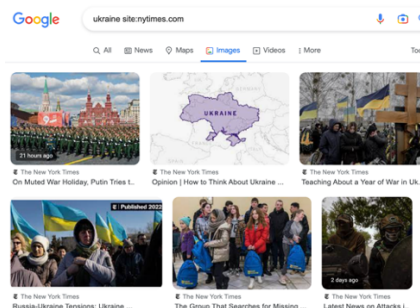 Google
ukraine site:nytimes.com
All News Maps Images Videos More
UKRAINE
21 hours ago
The New York Times The New York Times The New York Times
On Muted War Holiday, Putin Tries t.. Opinion | How to Think About Ukraine ... Teaching About a Year of War in Uk
Published 2022
2 days ago
The New York Times The New York Times The New York Times
Russia-Ukraine Tensions: Ukraine ... The Group That Searches for Missing ... Latest News on Attacks i